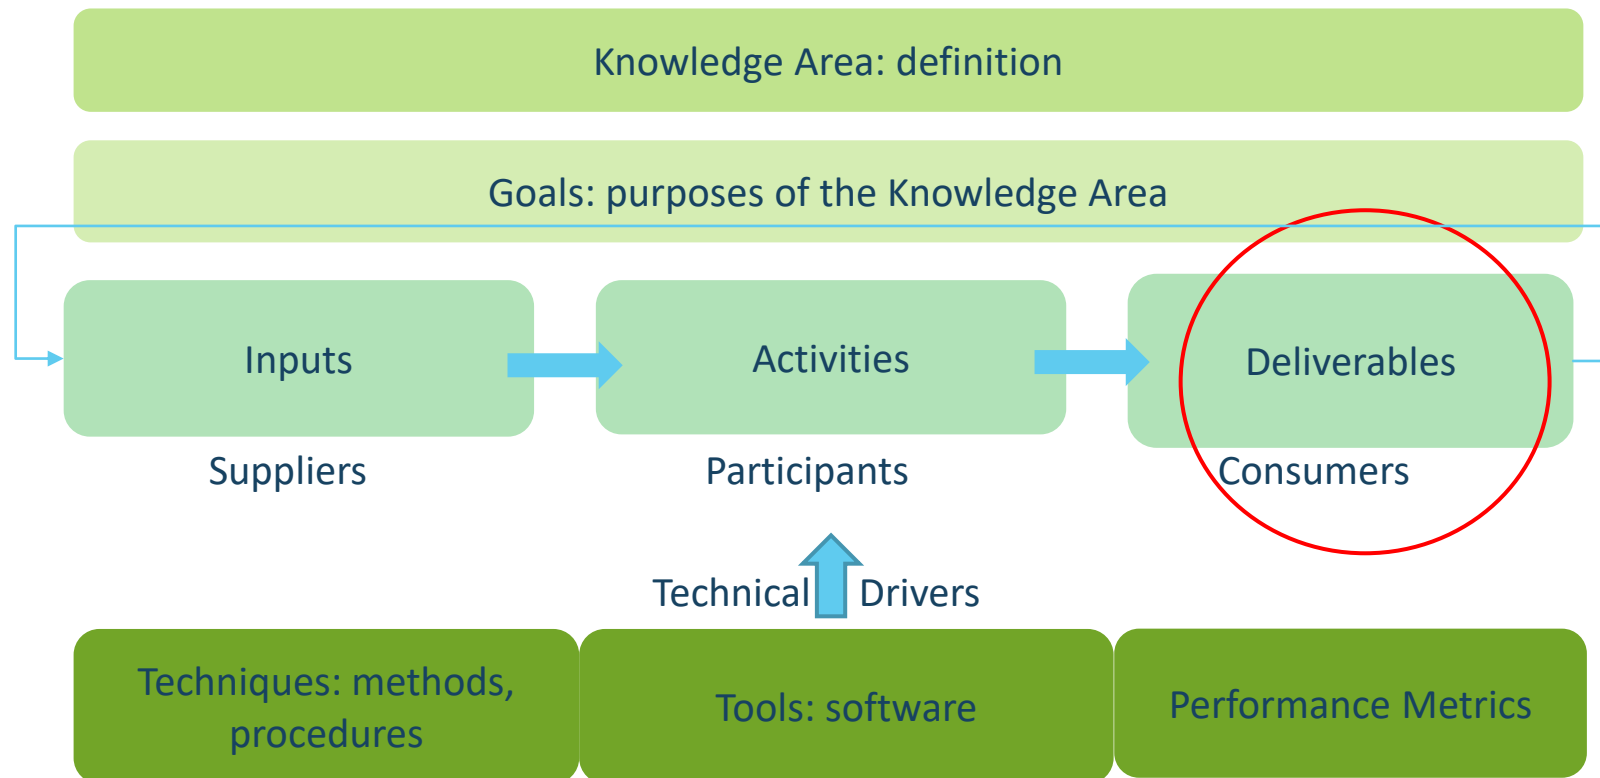 Knowledge Area: definition
Goals: purposes of the Knowledge Area
Inputs
Activities
Deliverables
Suppliers
Participants
Consumers
Technical Drivers
Techniques: methods,
procedures
Tools: software
Performance Metrics